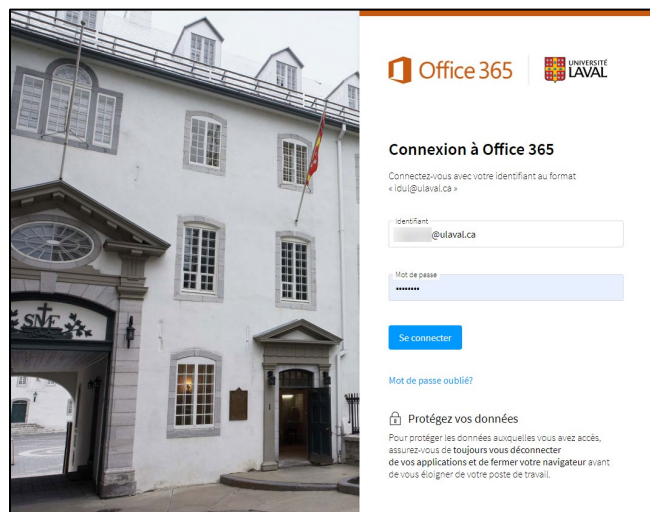 SME
Office 365
UNIVERSITÉ
LAVAL
Connexion à Office 365
Connectez-vous avec votre identifiant au format
« idul@ulaval.ca »
Identifiant
@ulaval.ca
Mot de passe
••••••••
Se connecter
Mot de passe oublié?
Protégez vos données
Pour protéger les données auxquelles vous avez accès,
assurez-vous de toujours vous déconnecter
de vos applications et de fermer votre navigateur avant
de vous éloigner de votre poste de travail.